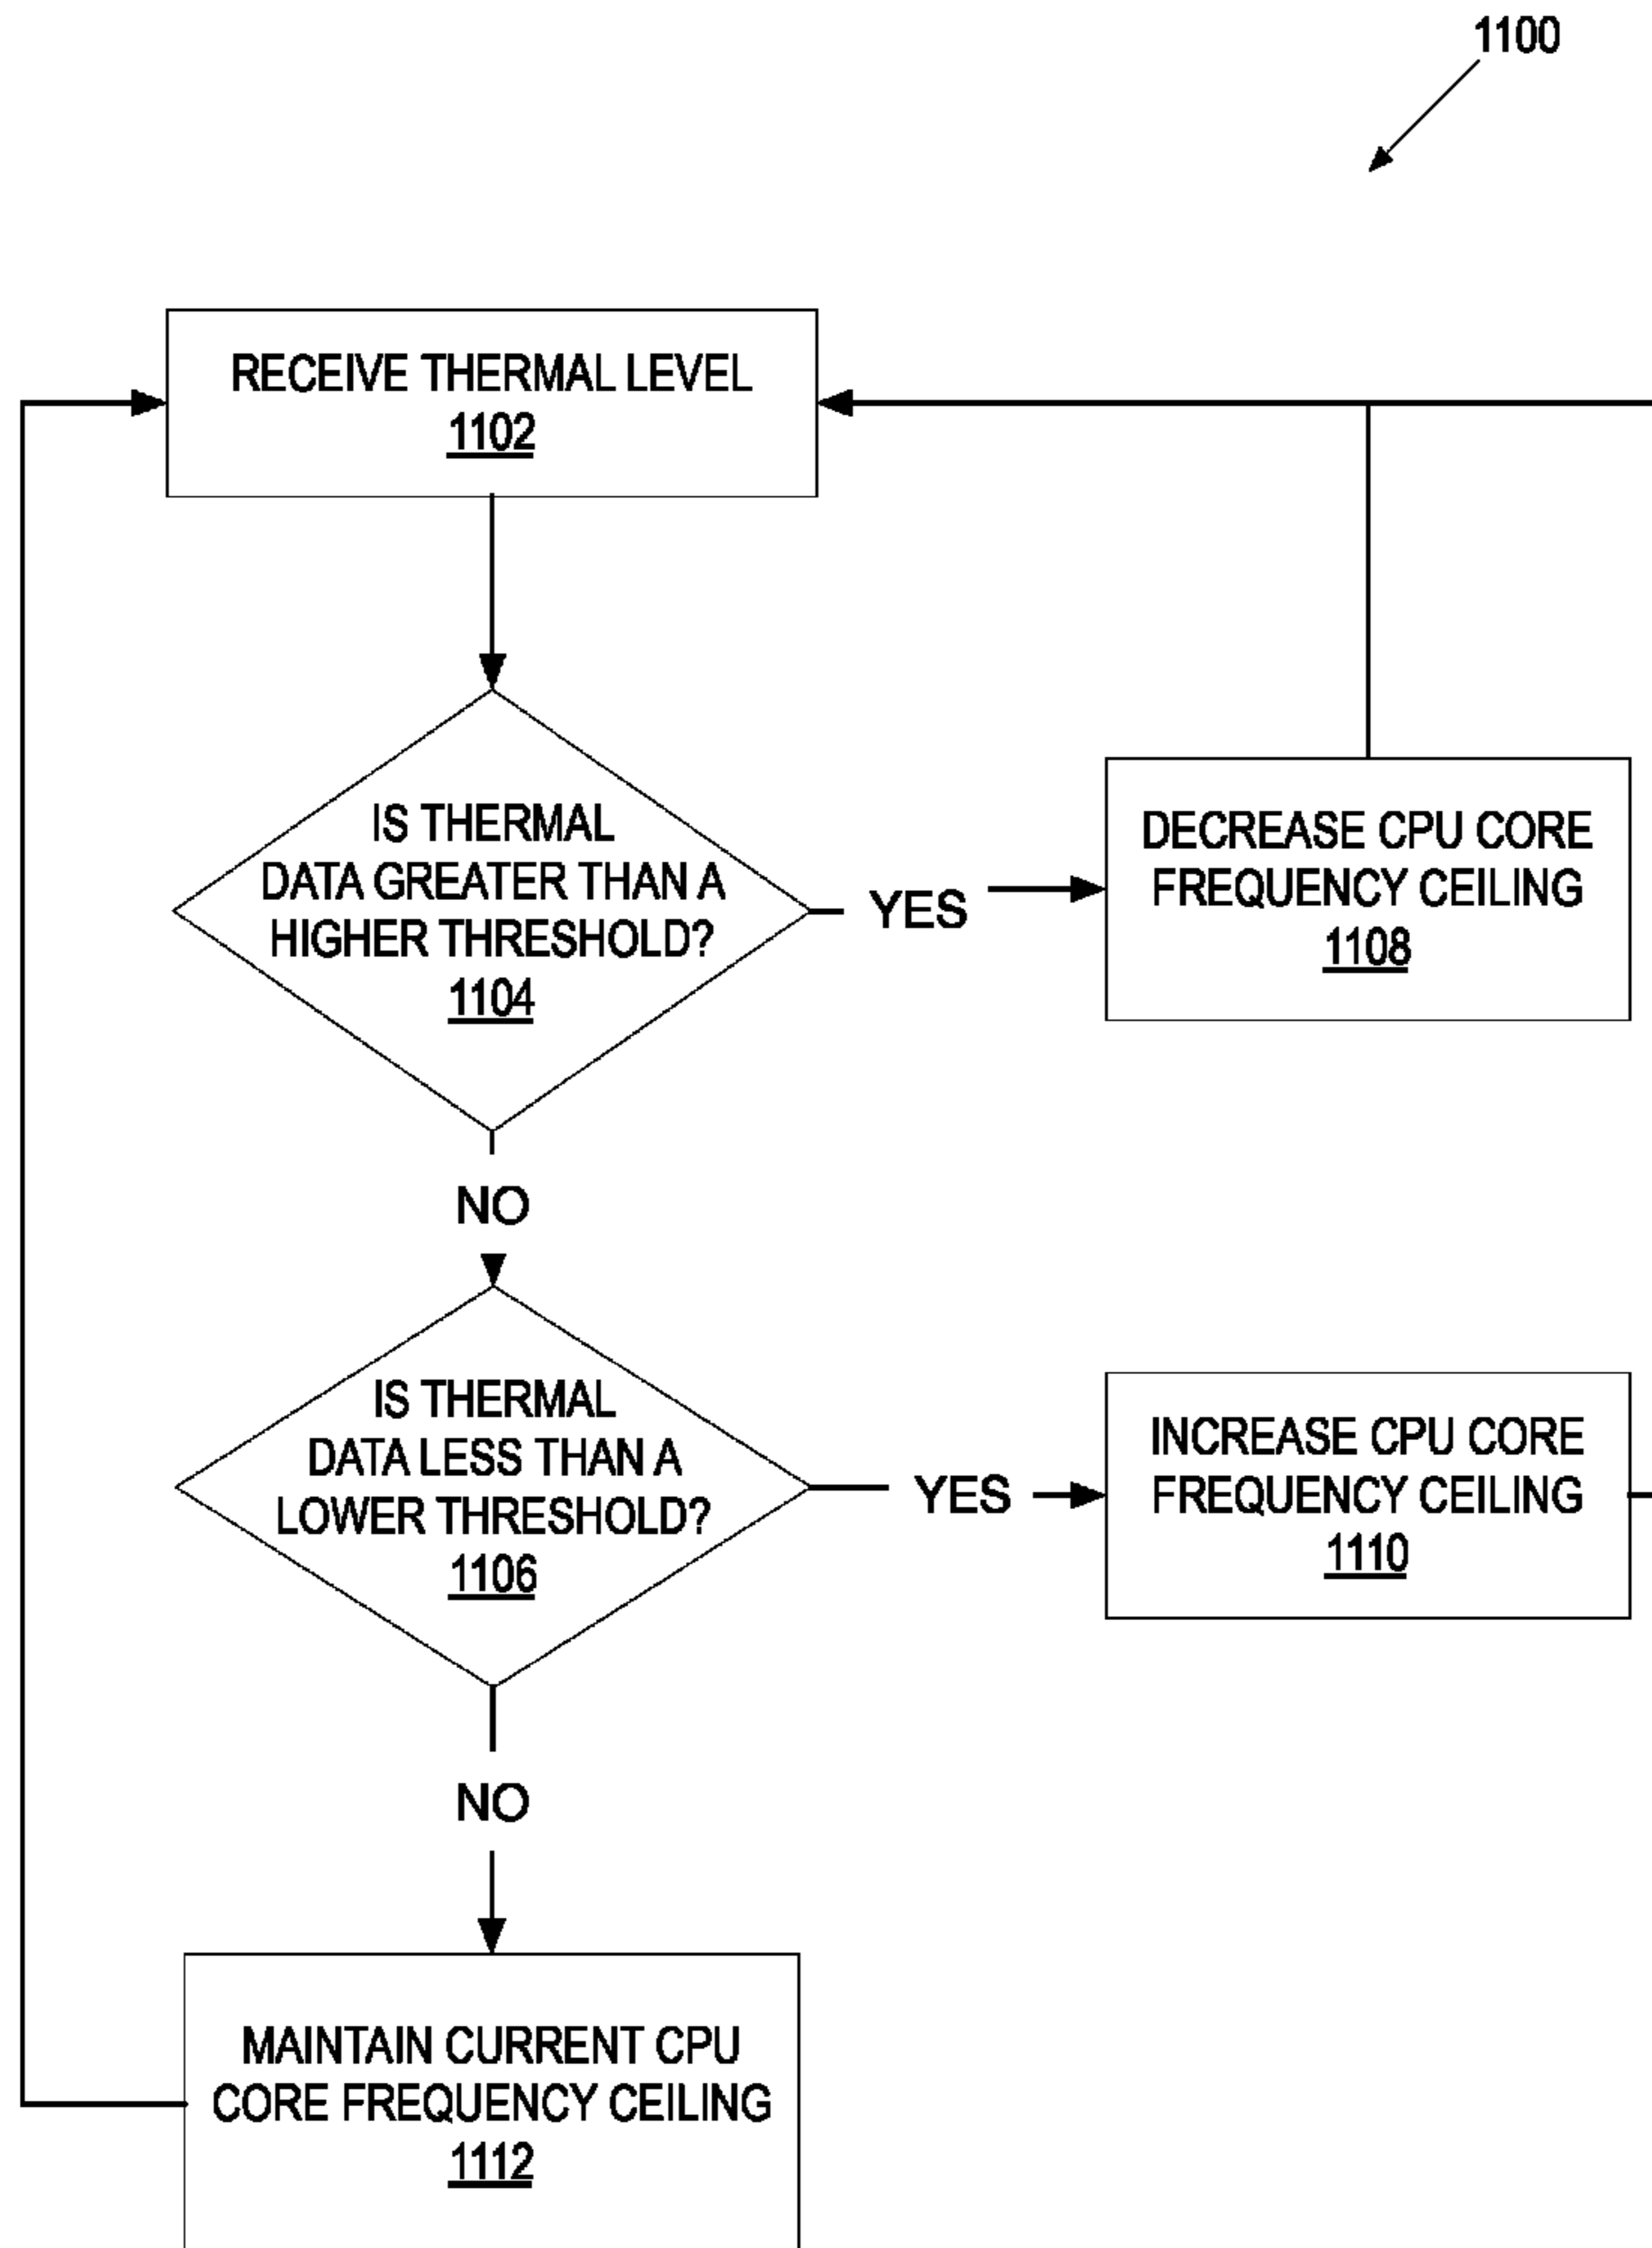 1100
RECEIVE THERMAL LEVEL
1102
IS THERMAL
DATA GREATER THAN A
HIGHER THRESHOLD?
1104
YES
DECREASE CPU CORE
FREQUENCY CEILING
1108
NO
IS THERMAL
DATA LESS THAN A
LOWER THRESHOLD?
1106
YES
INCREASE CPU CORE
FREQUENCY CEILING
1110
NO
MAINTAIN CURRENT CPU
CORE FREQUENCY CEILING
1112